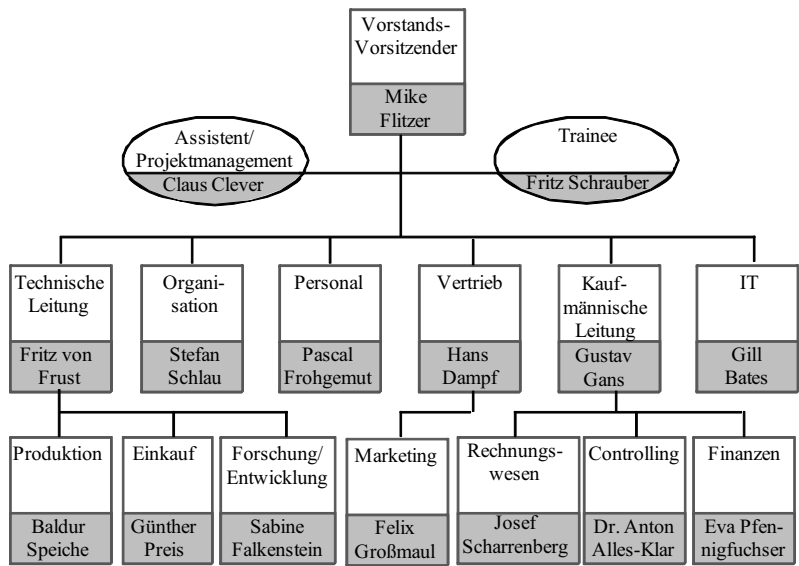 Vorstands-
Vorsitzender
Mike
Flitzer
Assistent/
Projektmanagement
Claus Clever
Trainee
Fritz Schrauber
Technische
Leitung
Fritz von
Frust
Organi-
sation
Stefan
Schlau
Personal
Pascal
Frohgemut
Vertrieb
Hans
Dampf
Kauf-
männische
Leitung
Gustav
Gans
IT
Gill
Bates
Produktion
Baldur
Speiche
Einkauf
Günther
Preis
Forschung/
Entwicklung
Sabine
Falkenstein
Marketing
Felix
Großmaul
Rechnungs-
wesen
Josef
Scharrenberg
Controlling
Dr. Anton
Alles-Klar
Finanzen
Eva Pfen-
nigfuchser